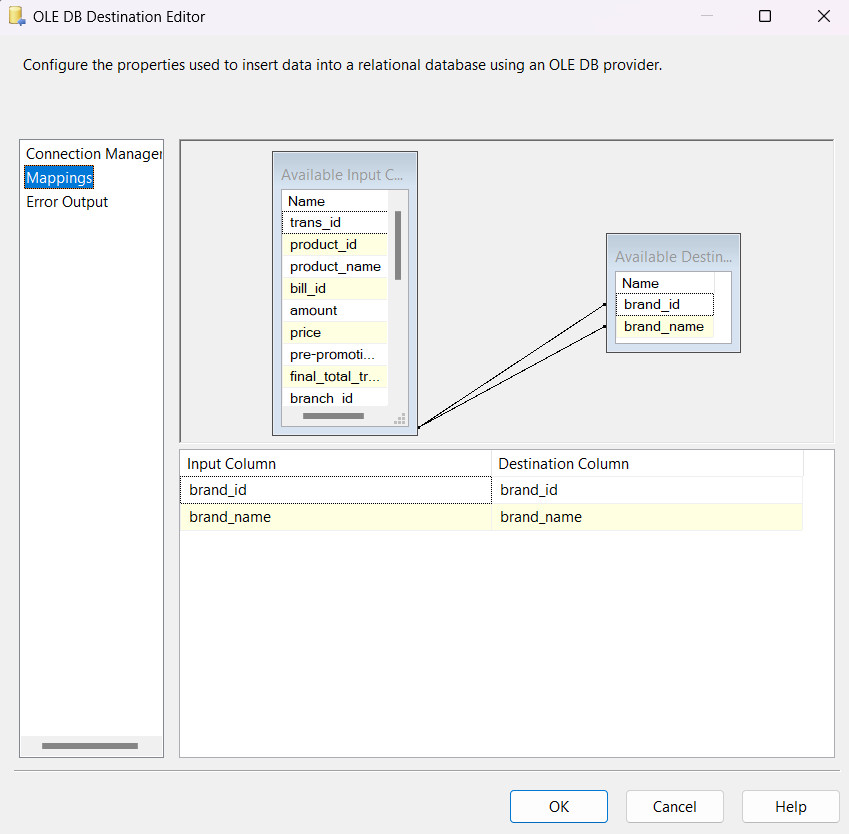 OLE DB Destination Editor
Configure the properties used to insert data into a relational database using an OLE DB provider.
Connection Manager
Mappings
Error Output
Available Input C...
Name
trans_id
product_id
product_name
bill_id
amount
price
pre-promoti...
final_total_tr...
branch_id
Available Destin...
Name
brand_id
brand_name
Input Column Destination Column
brand_id brand_id
brand_name brand_name
OK Cancel Help